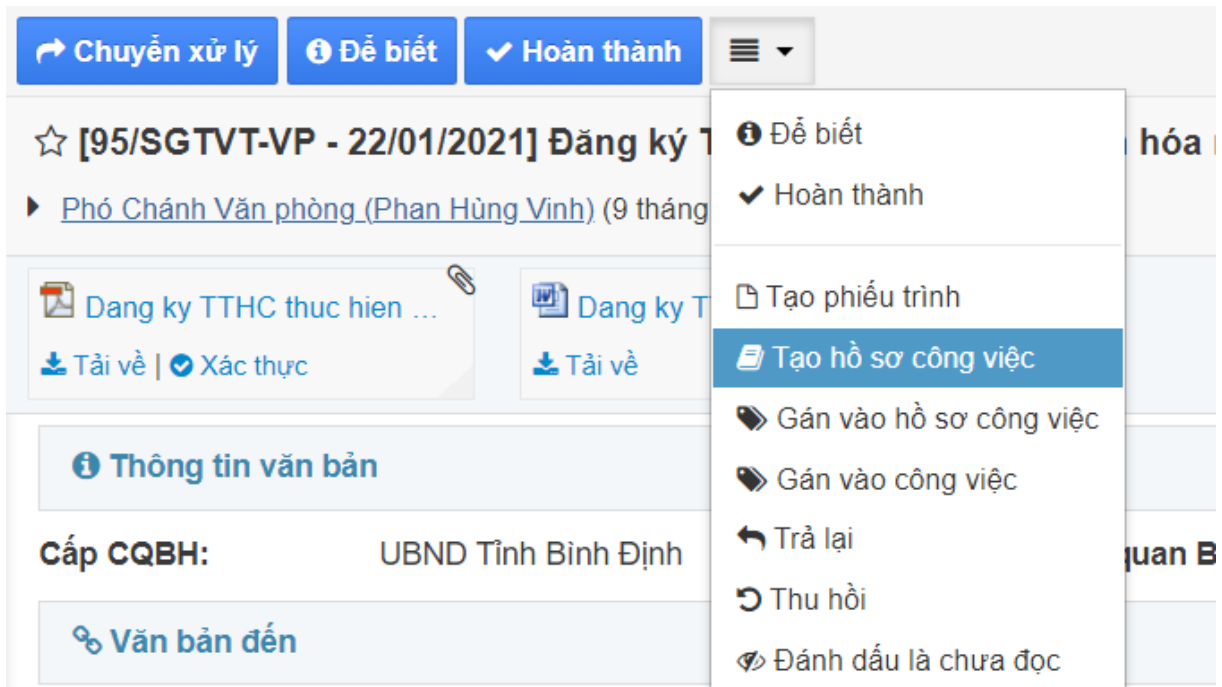 Chuyển xử lý Để biết Hoàn thành
[95/SGTVT-VP - 22/01/2021] Đăng ký hóa
Phó Chánh Văn phòng (Phan Hùng Vinh) (9 tháng
Dang ky TTHC thuc hien ...
Tải về | Xác thực
Dang ky T
Tải về
Thông tin văn bản
Cấp CQBH: UBND Tỉnh Bình Định quan B
Văn bản đến
Để biết
Hoàn thành
Tạo phiếu trình
Tạo hồ sơ công việc
Gán vào hồ sơ công việc
Gán vào công việc
Trả lại
Thu hồi
Đánh dấu là chưa đọc